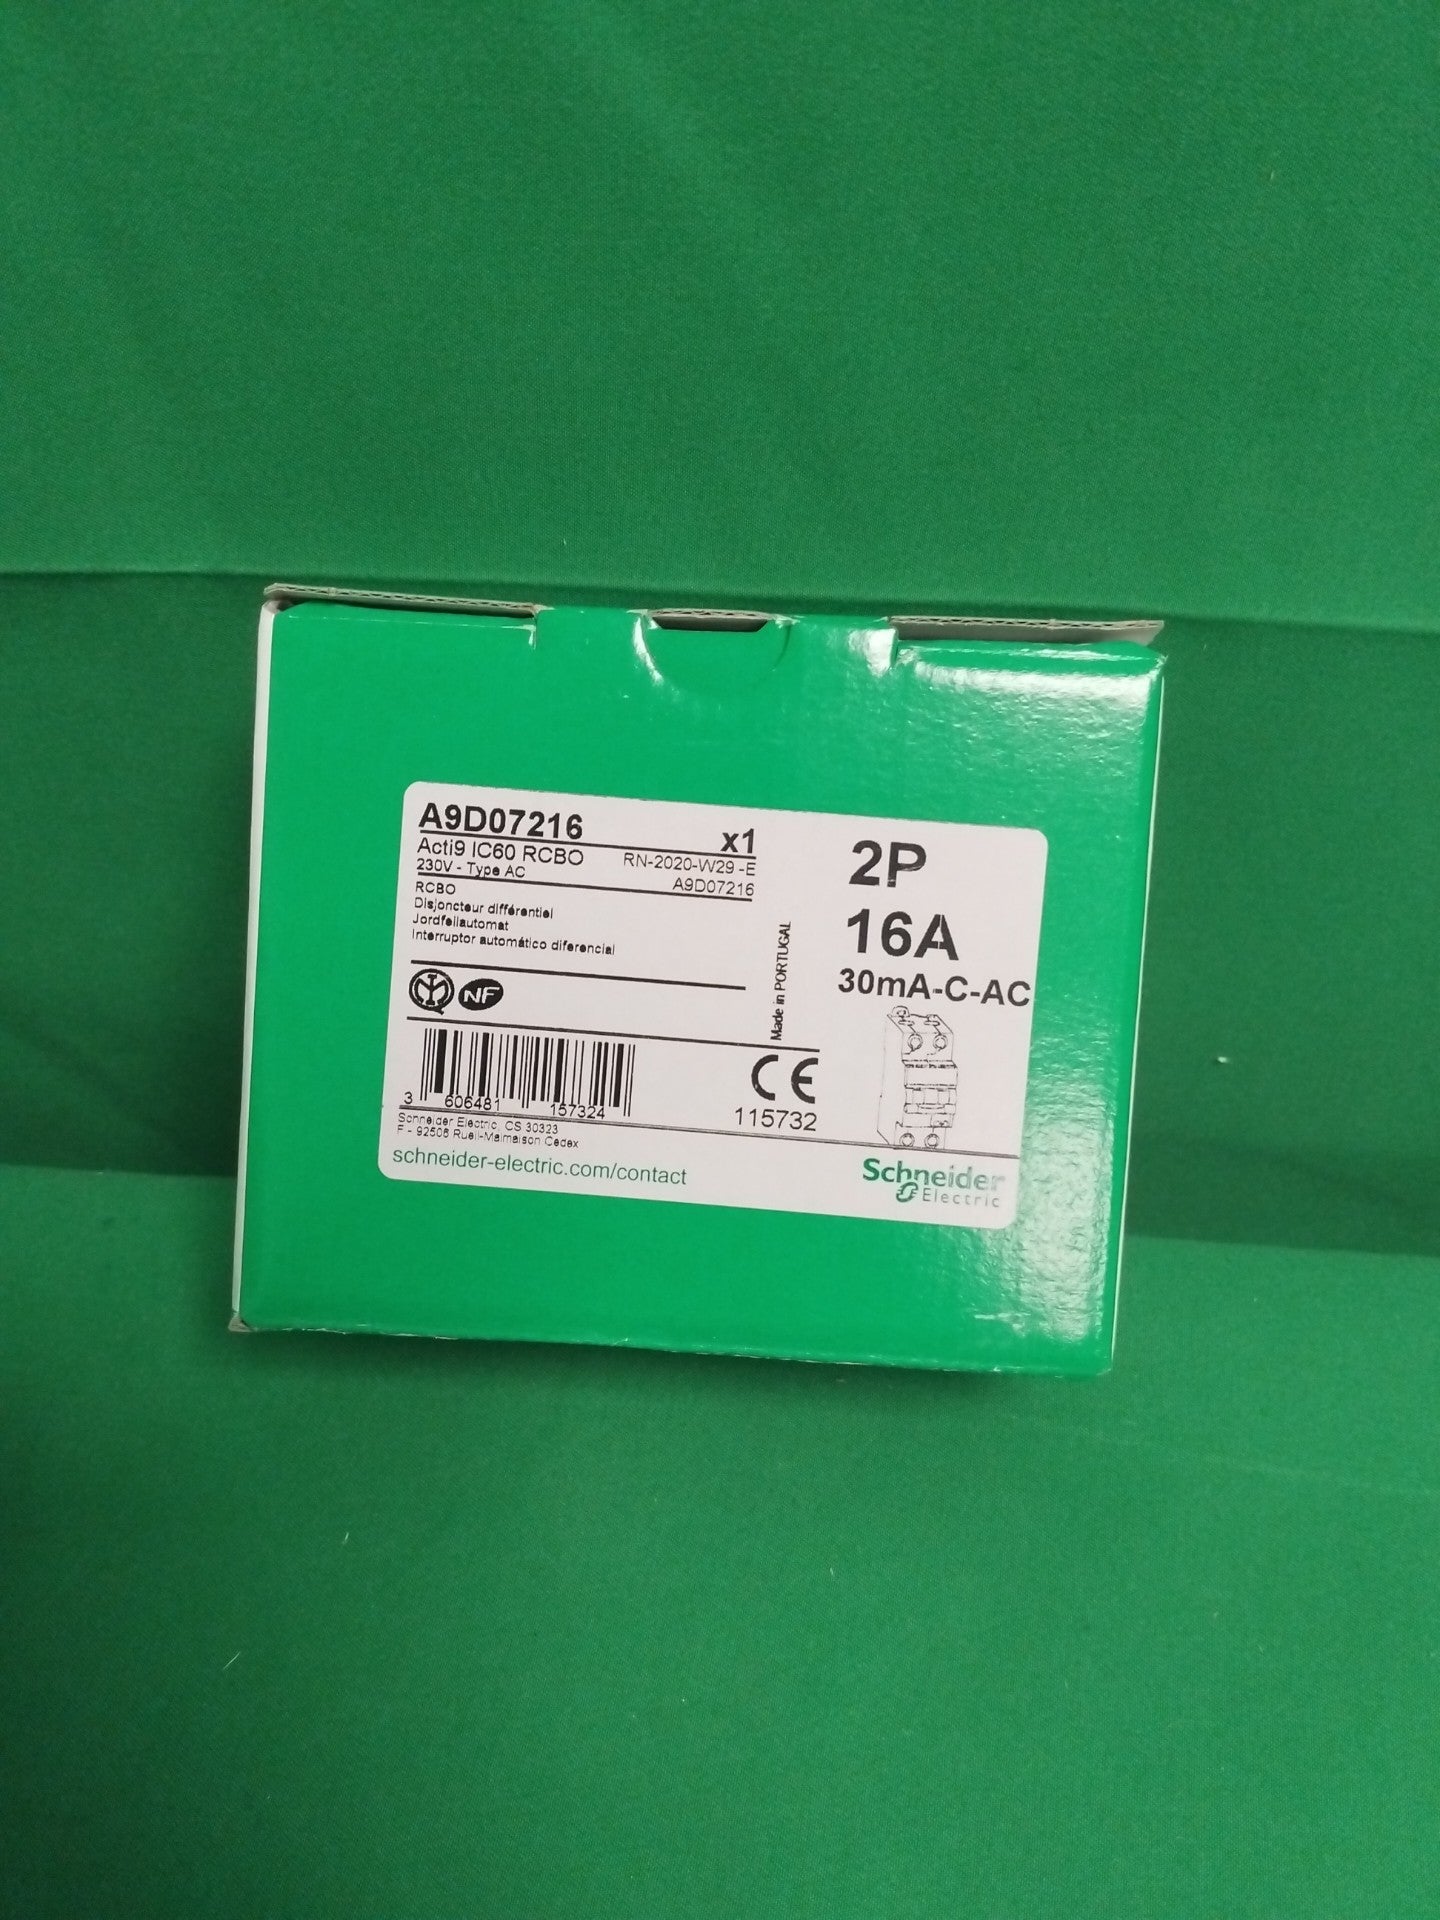 A9D07216
x1
Acti9 IC60 RCBO
RN-2020-W29 -E
230V - Type AC
A9D07216
RCBO
Disjoncteur différentiel
Jordfeilautomat
Interruptor automático diferencial
Made in PORTUGAL
NF
2P
16A
30mA-C-AC
3 606481 157324
CE
115732
Schneider Electric, CS 30323
F - 92506 Rueil-Malmaison Cedex
schneider-electric.com/contact
Schneider
Electric